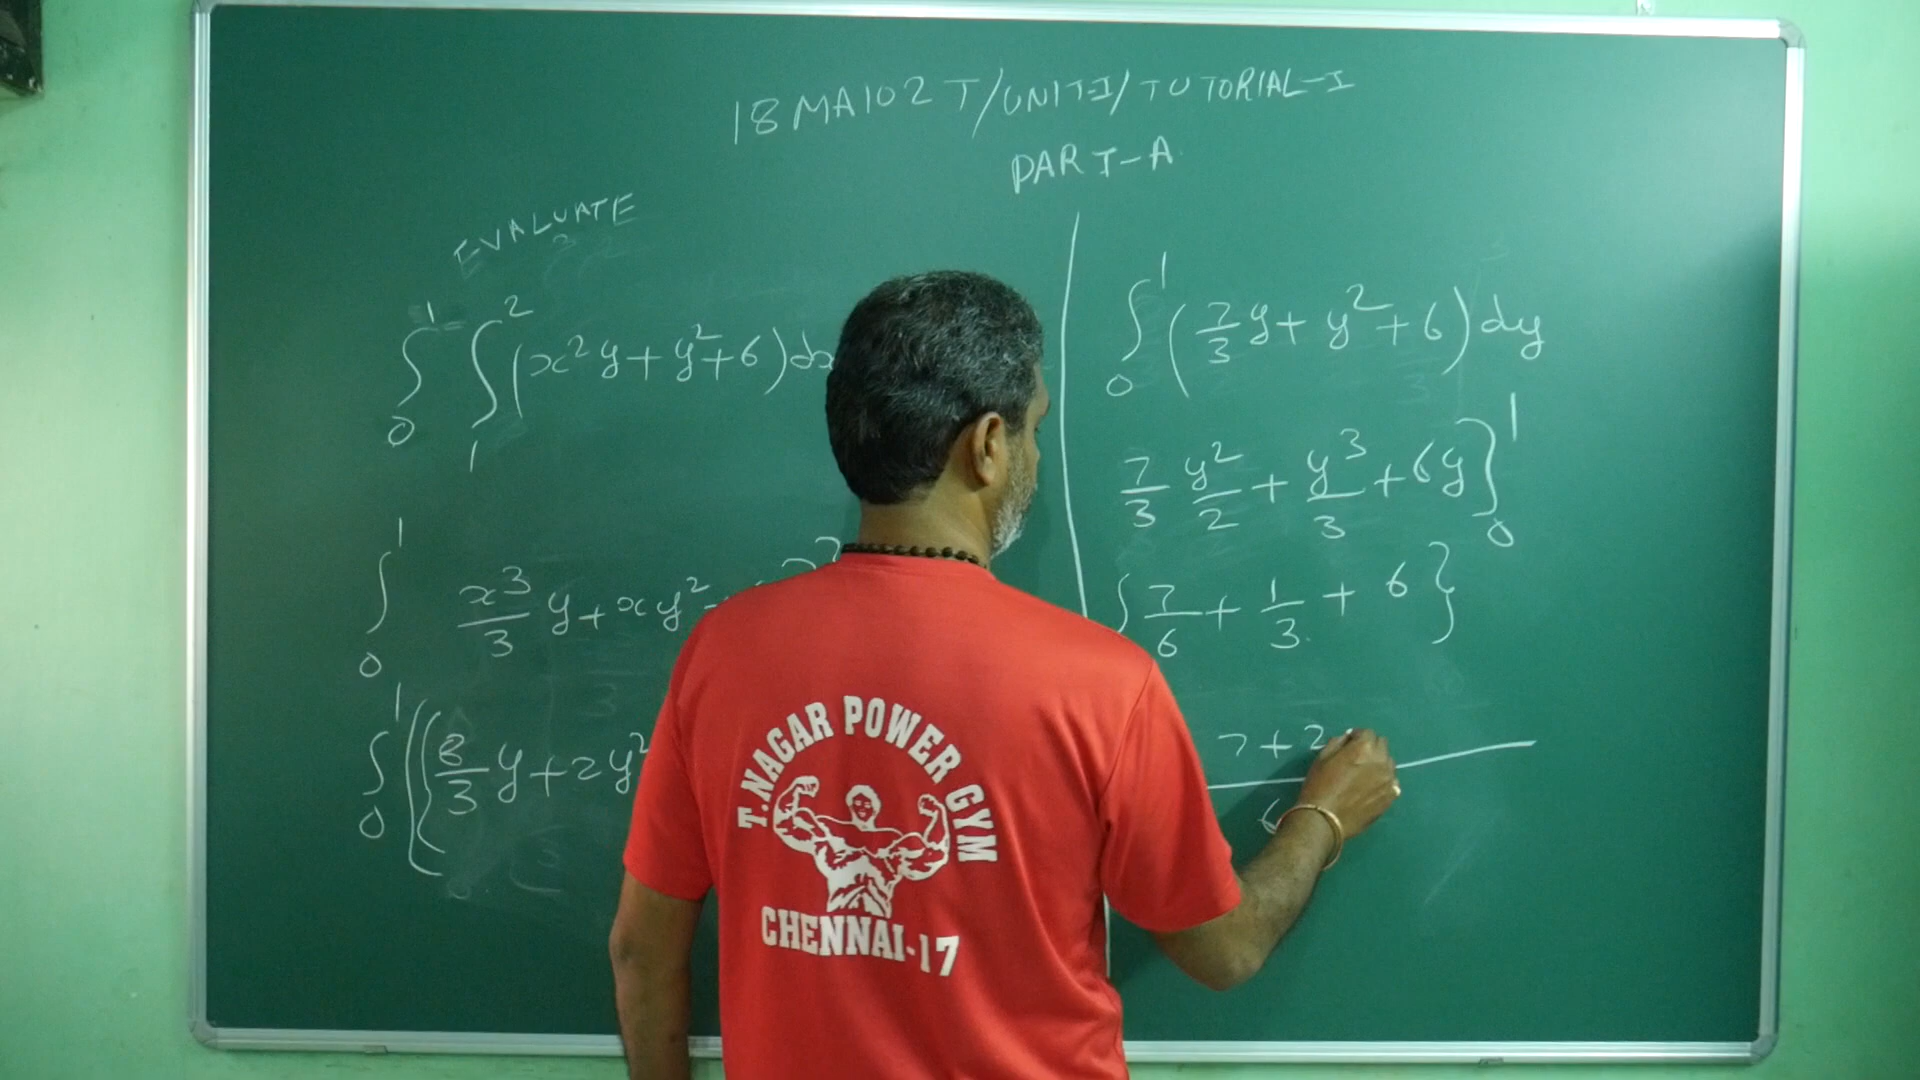 18MA102T/UNIT-I/TUTORIAL-I
PART-A
EVALUATE
∫₀¹ ∫₁² (x²y + y² + 6) dx
∫₀¹ x³/3 y + xy²
∫₀¹ {{8/3 y + 2y²
∫₀¹ (7/3 y + y² + 6) dy
7/3 y²/2 + y³/3 + 6y}₀¹
{7/6 + 1/3 + 6}
7+2
6
T.NAGAR POWER GYM
CHENNAI-17